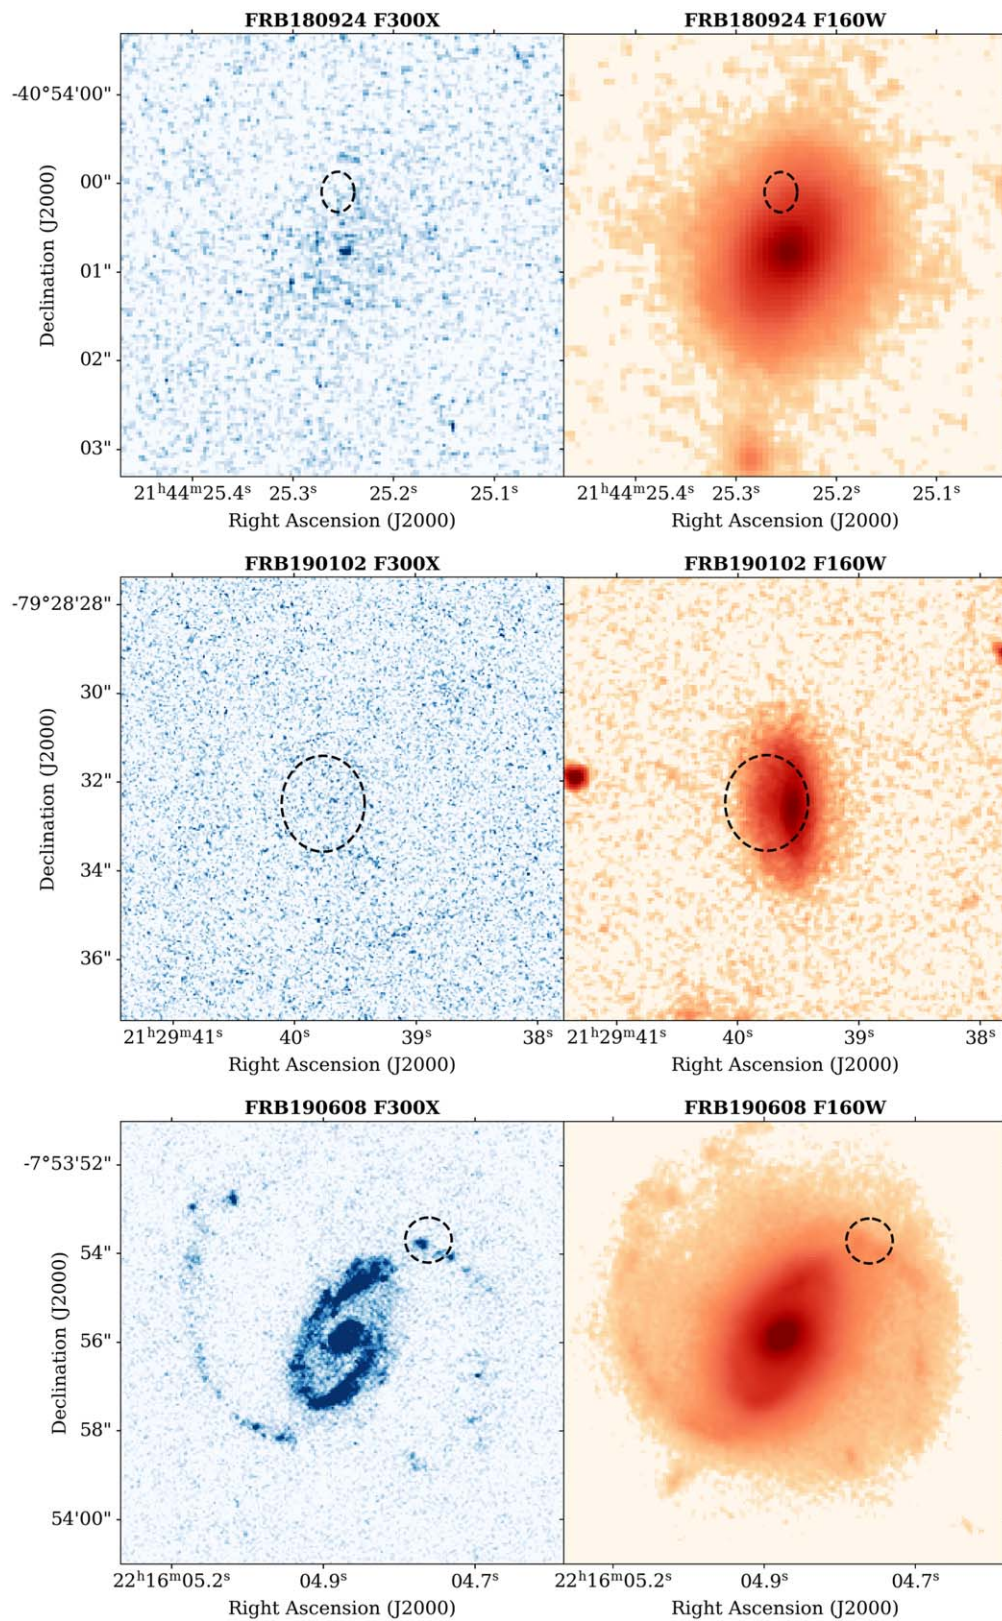 FRB180924 F300X
FRB180924 F160W
-40°54'00"
00"
01"
02"
03"
Declination (J2000)
21ʰ44ᵐ25.4ˢ 25.3ˢ 25.2ˢ 25.1ˢ
21ʰ44ᵐ25.4ˢ 25.3ˢ 25.2ˢ 25.1ˢ
Right Ascension (J2000)
Right Ascension (J2000)
FRB190102 F300X
FRB190102 F160W
-79°28'28"
30"
32"
34"
36"
Declination (J2000)
21ʰ29ᵐ41ˢ 40ˢ 39ˢ 38ˢ
21ʰ29ᵐ41ˢ 40ˢ 39ˢ 38ˢ
Right Ascension (J2000)
Right Ascension (J2000)
FRB190608 F300X
FRB190608 F160W
-7°53'52"
54"
56"
58"
54'00"
Declination (J2000)
22ʰ16ᵐ05.2ˢ 04.9ˢ 04.7ˢ
22ʰ16ᵐ05.2ˢ 04.9ˢ 04.7ˢ
Right Ascension (J2000)
Right Ascension (J2000)